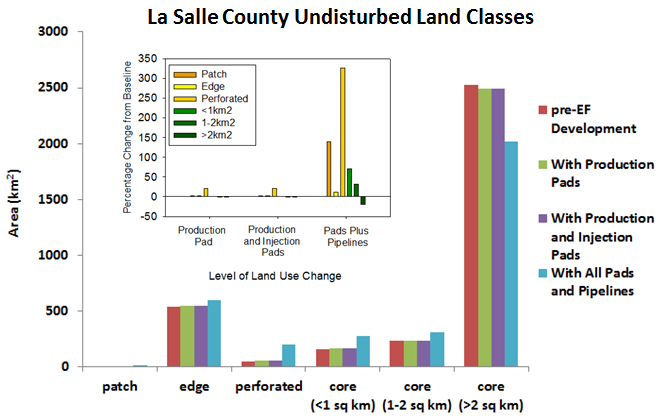 La Salle County Undisturbed Land Classes
Area (km²)
3000
2500
2000
1500
1000
500
0
patch
edge
perforated
core
(<1 sq km)
core
(1-2 sq km)
core
(>2 sq km)
pre-EF
Development
With Production
Pads
With Production
and Injection
Pads
With All Pads
and Pipelines
Percentage Change from Baseline
350
300
250
200
150
100
50
0
-50
Patch
Edge
Perforated
<1km2
1-2km2
>2km2
Production
Pad
Production
and Injection
Pads
Pads Plus
Pipelines
Level of Land Use Change